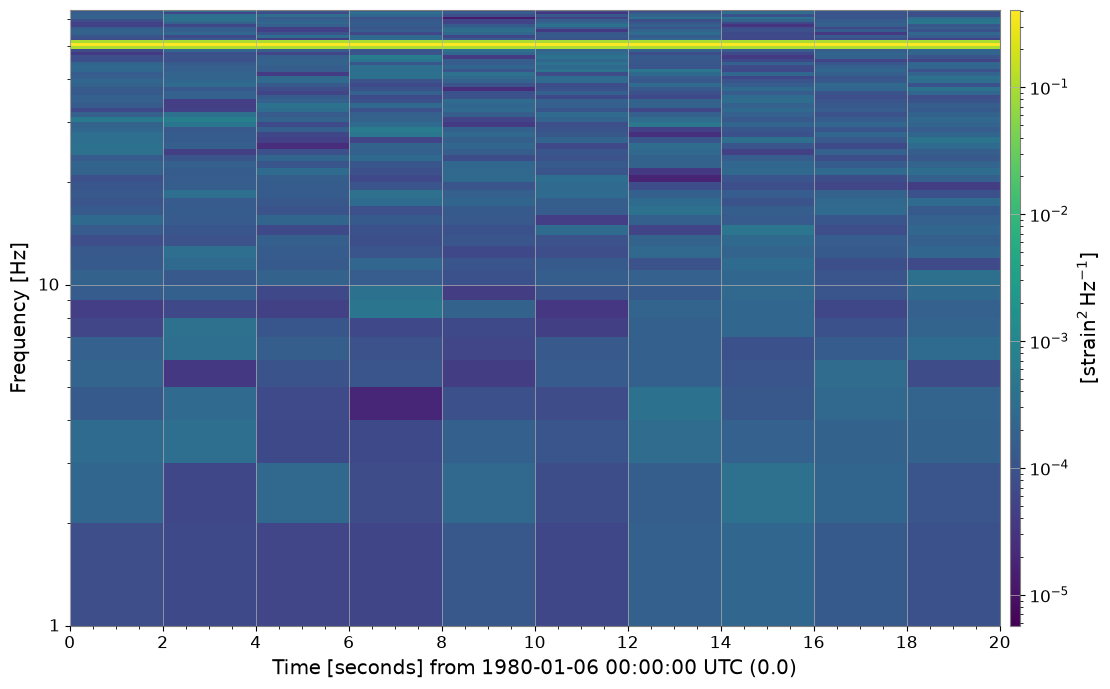 Frequency [Hz]
10
1
0 2 4 6 8 10 12 14 16 18 20
Time [seconds] from 1980-01-06 00:00:00 UTC (0.0)
10⁻¹
10⁻²
10⁻³
10⁻⁴
10⁻⁵
[strain² Hz⁻¹]